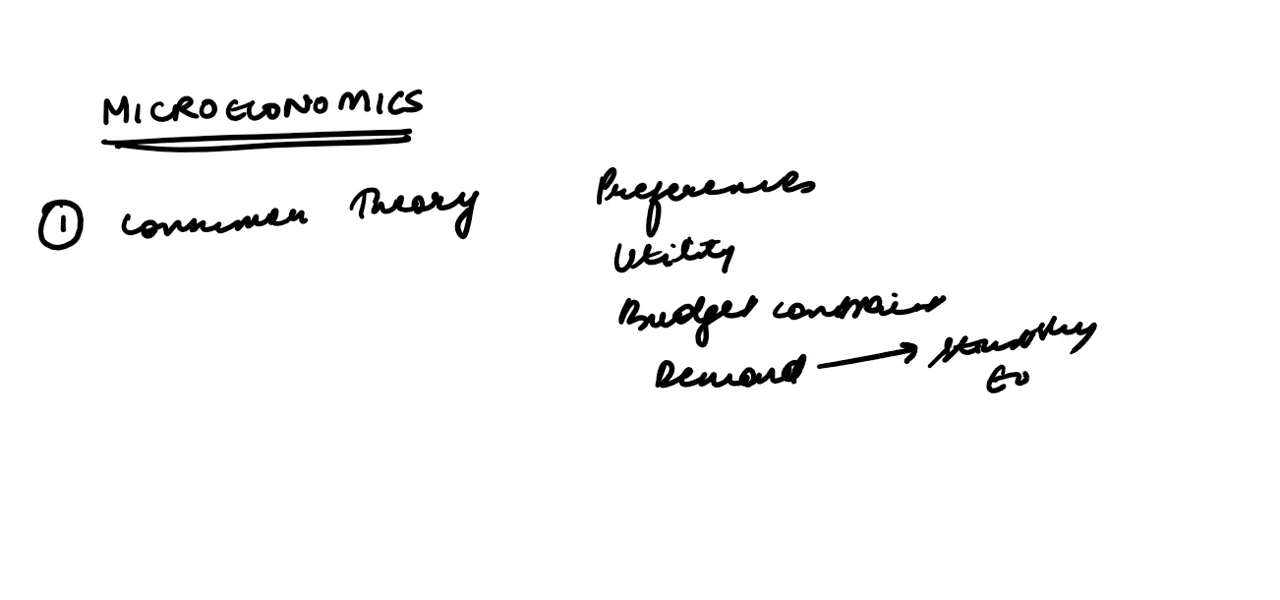 MICROECONOMICS
① Consumer Theory
Preferences
Utility
Budget constraint
Demand →